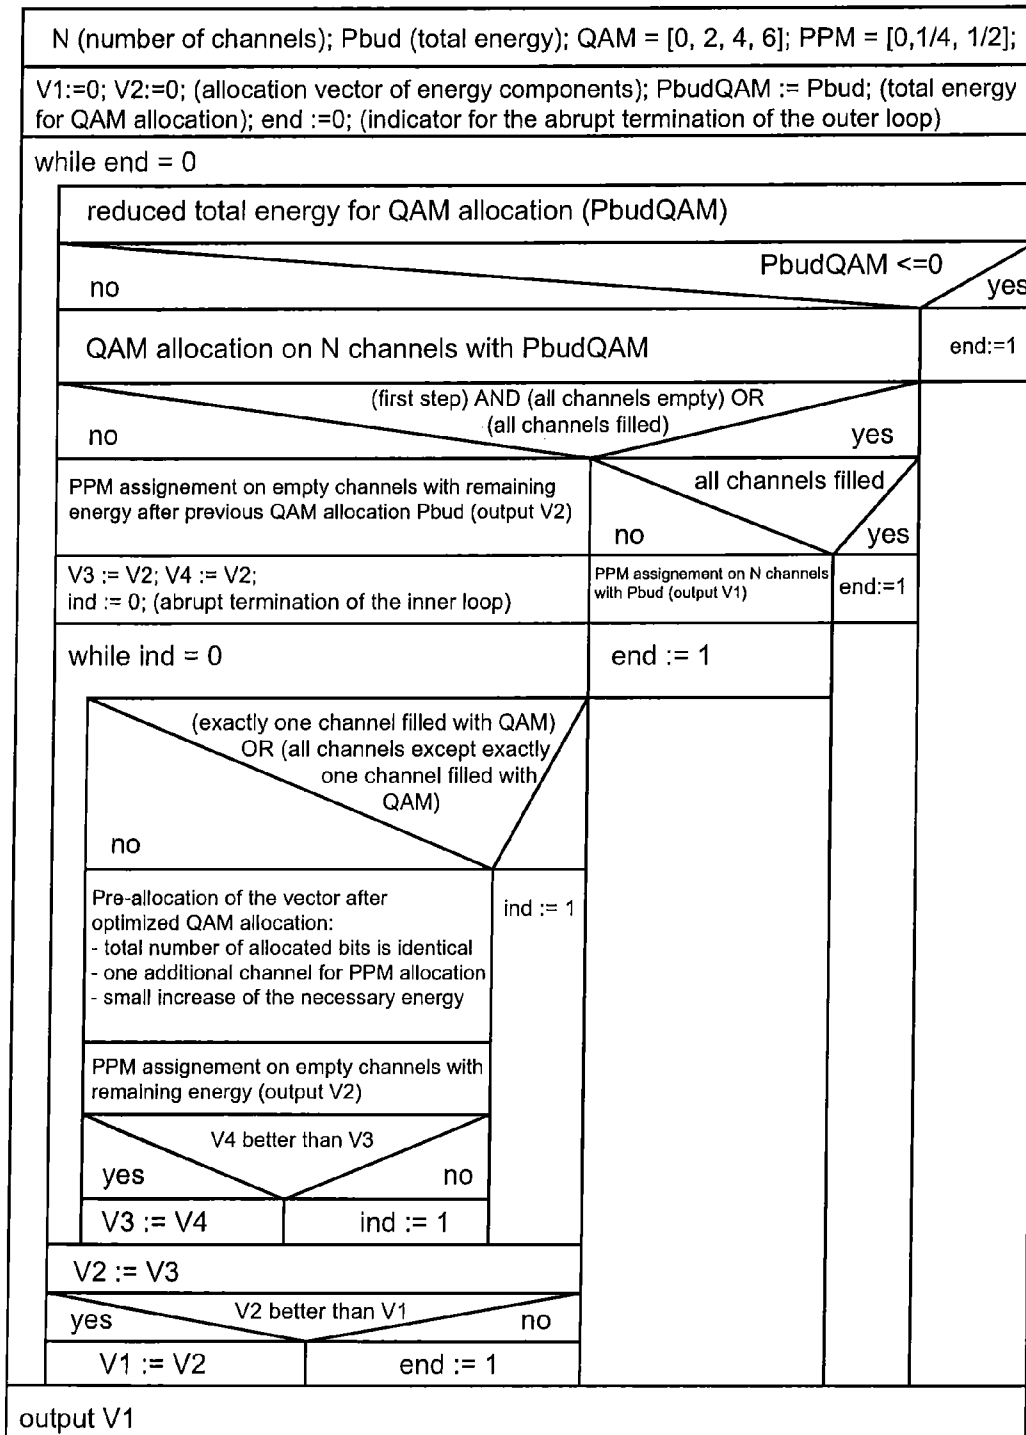 N (number of channels); Pbud (total energy); QAM = [0, 2, 4, 6]; PPM = [0,1/4, 1/2];
V1:=0; V2:=0; (allocation vector of energy components); PbudQAM := Pbud; (total energy
for QAM allocation); end :=0; (indicator for the abrupt termination of the outer loop)
while end = 0
reduced total energy for QAM allocation (PbudQAM)
PbudQAM <=0
no
yes
QAM allocation on N channels with PbudQAM
end:=1
(first step) AND (all channels empty) OR
(all channels filled)
no
yes
PPM assignement on empty channels with remaining
energy after previous QAM allocation Pbud (output V2)
all channels filled
no
yes
V3 := V2; V4 := V2;
ind := 0; (abrupt termination of the inner loop)
PPM assignement on N channels
with Pbud (output V1)
end:=1
while ind = 0
end := 1
(exactly one channel filled with QAM)
OR (all channels except exactly
one channel filled with
QAM)
no
Pre-allocation of the vector after
optimized QAM allocation:
- total number of allocated bits is identical
- one additional channel for PPM allocation
- small increase of the necessary energy
ind := 1
PPM assignement on empty channels with
remaining energy (output V2)
V4 better than V3
yes
no
V3 := V4
ind := 1
V2 := V3
V2 better than V1
yes
no
V1 := V2
end := 1
output V1